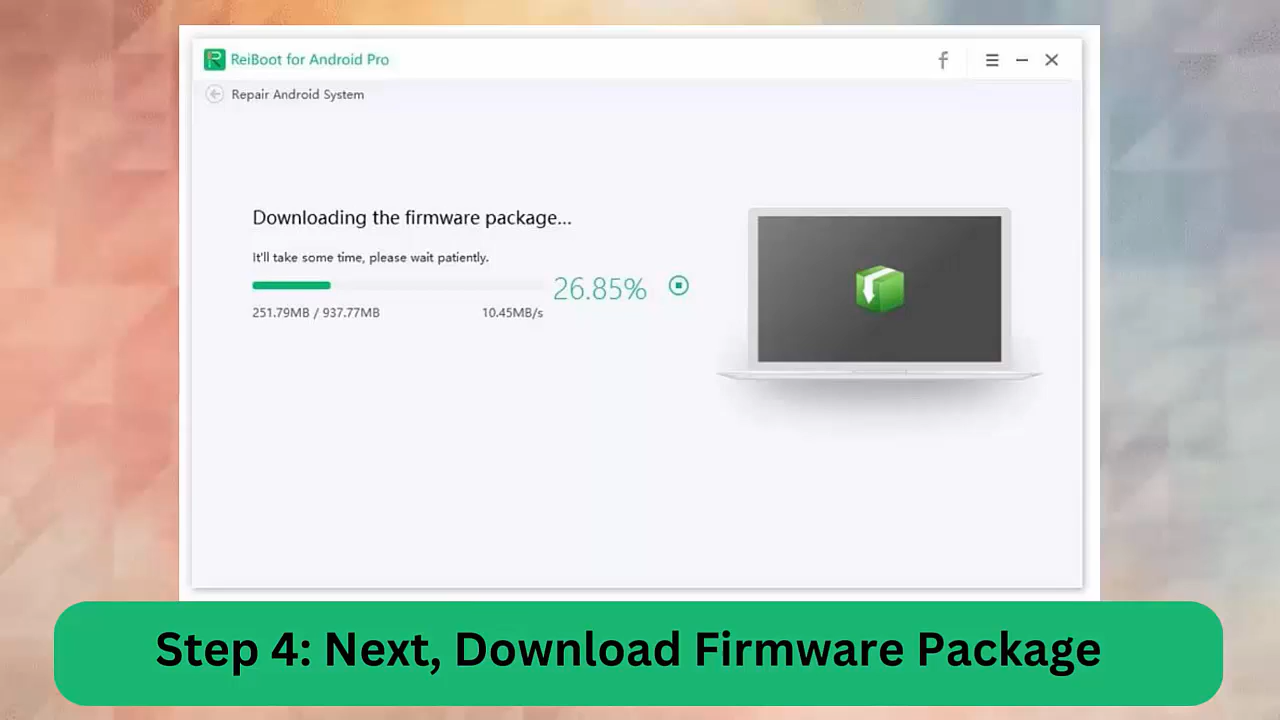 ReiBoot for Android Pro
Repair Android System
Downloading the firmware package...
It'll take some time, please wait patiently.
26.85%
251.79MB / 937.77MB
10.45MB/s
Step 4: Next, Download Firmware Package